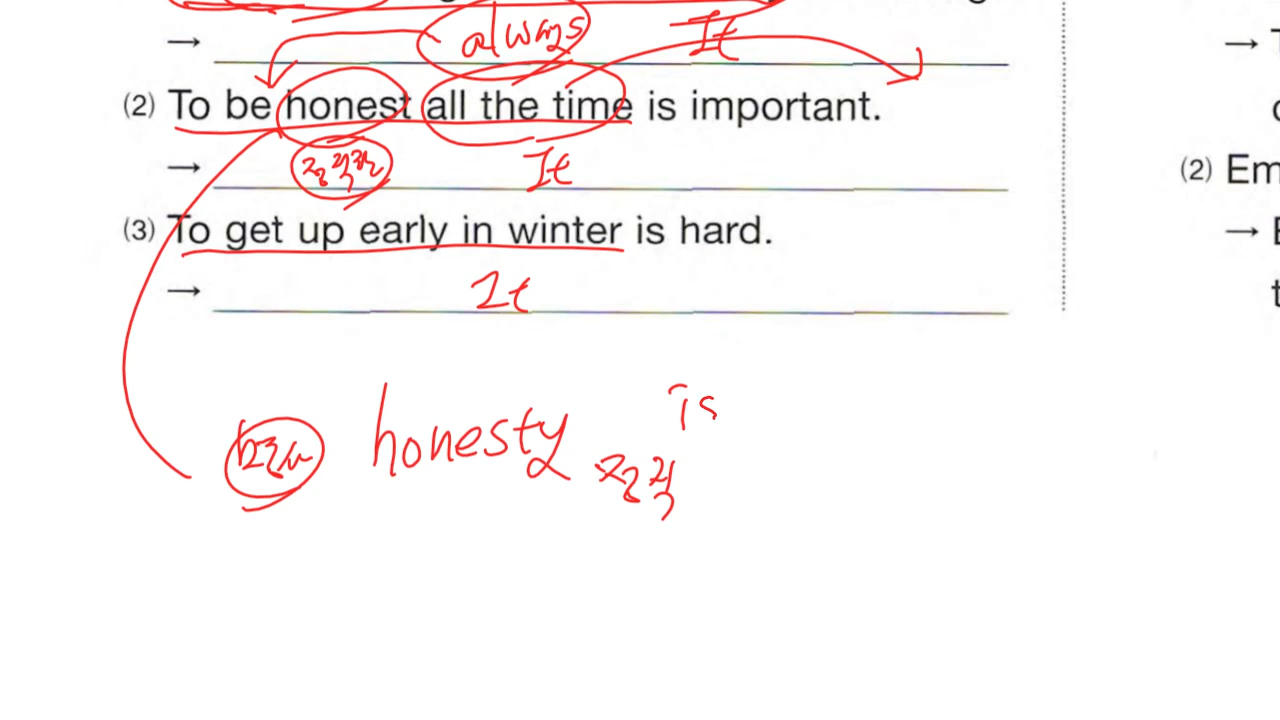 always It
→ → T
(2) To be honest all the time is important.
→ 정직한 It
(2) Em
(3) To get up early in winter is hard.
→ It
→ E
honesty is
정직